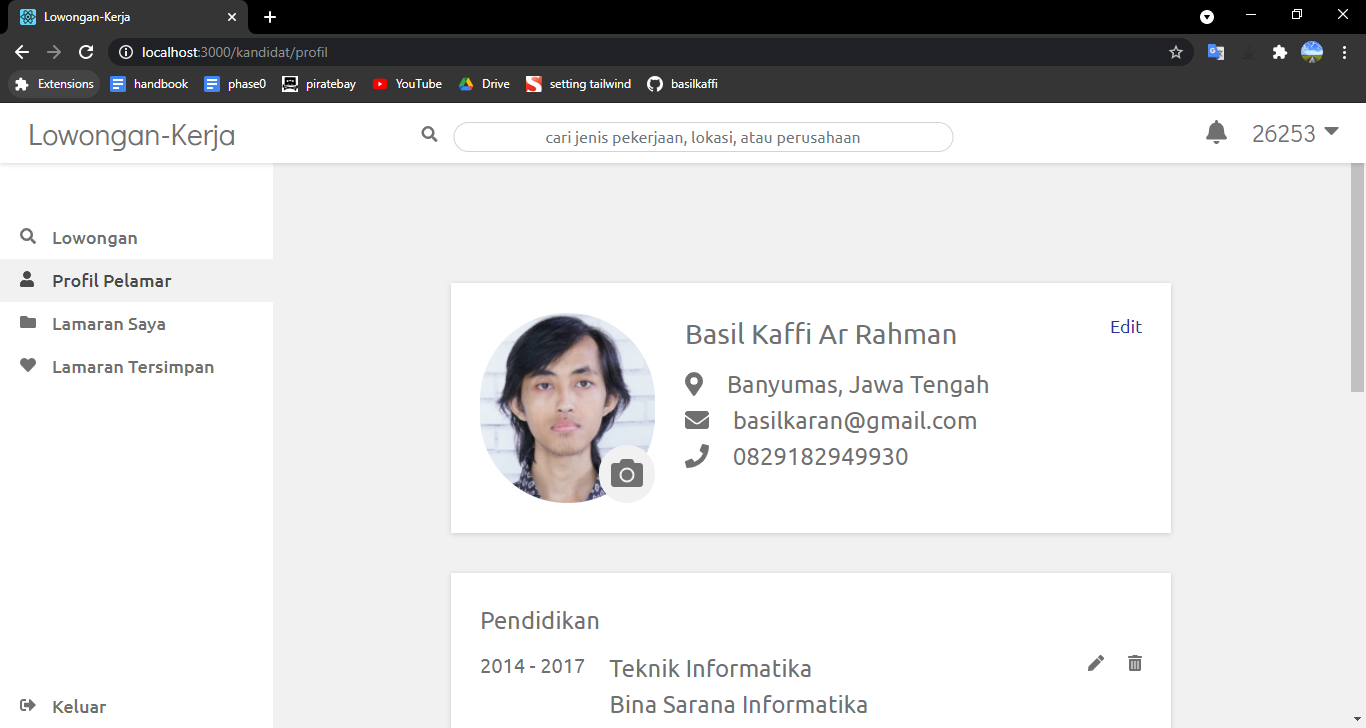 Lowongan-Kerja
localhost:3000/kandidat/profil
Extensions handbook phase0 piratebay YouTube Drive setting tailwind basilkaffi
Lowongan-Kerja cari jenis pekerjaan, lokasi, atau perusahaan 26253
Lowongan
Profil Pelamar
Lamaran Saya
Lamaran Tersimpan
Keluar
Basil Kaffi Ar Rahman Edit
Banyumas, Jawa Tengah
basilkaran@gmail.com
0829182949930
Pendidikan
2014 - 2017 Teknik Informatika
Bina Sarana Informatika